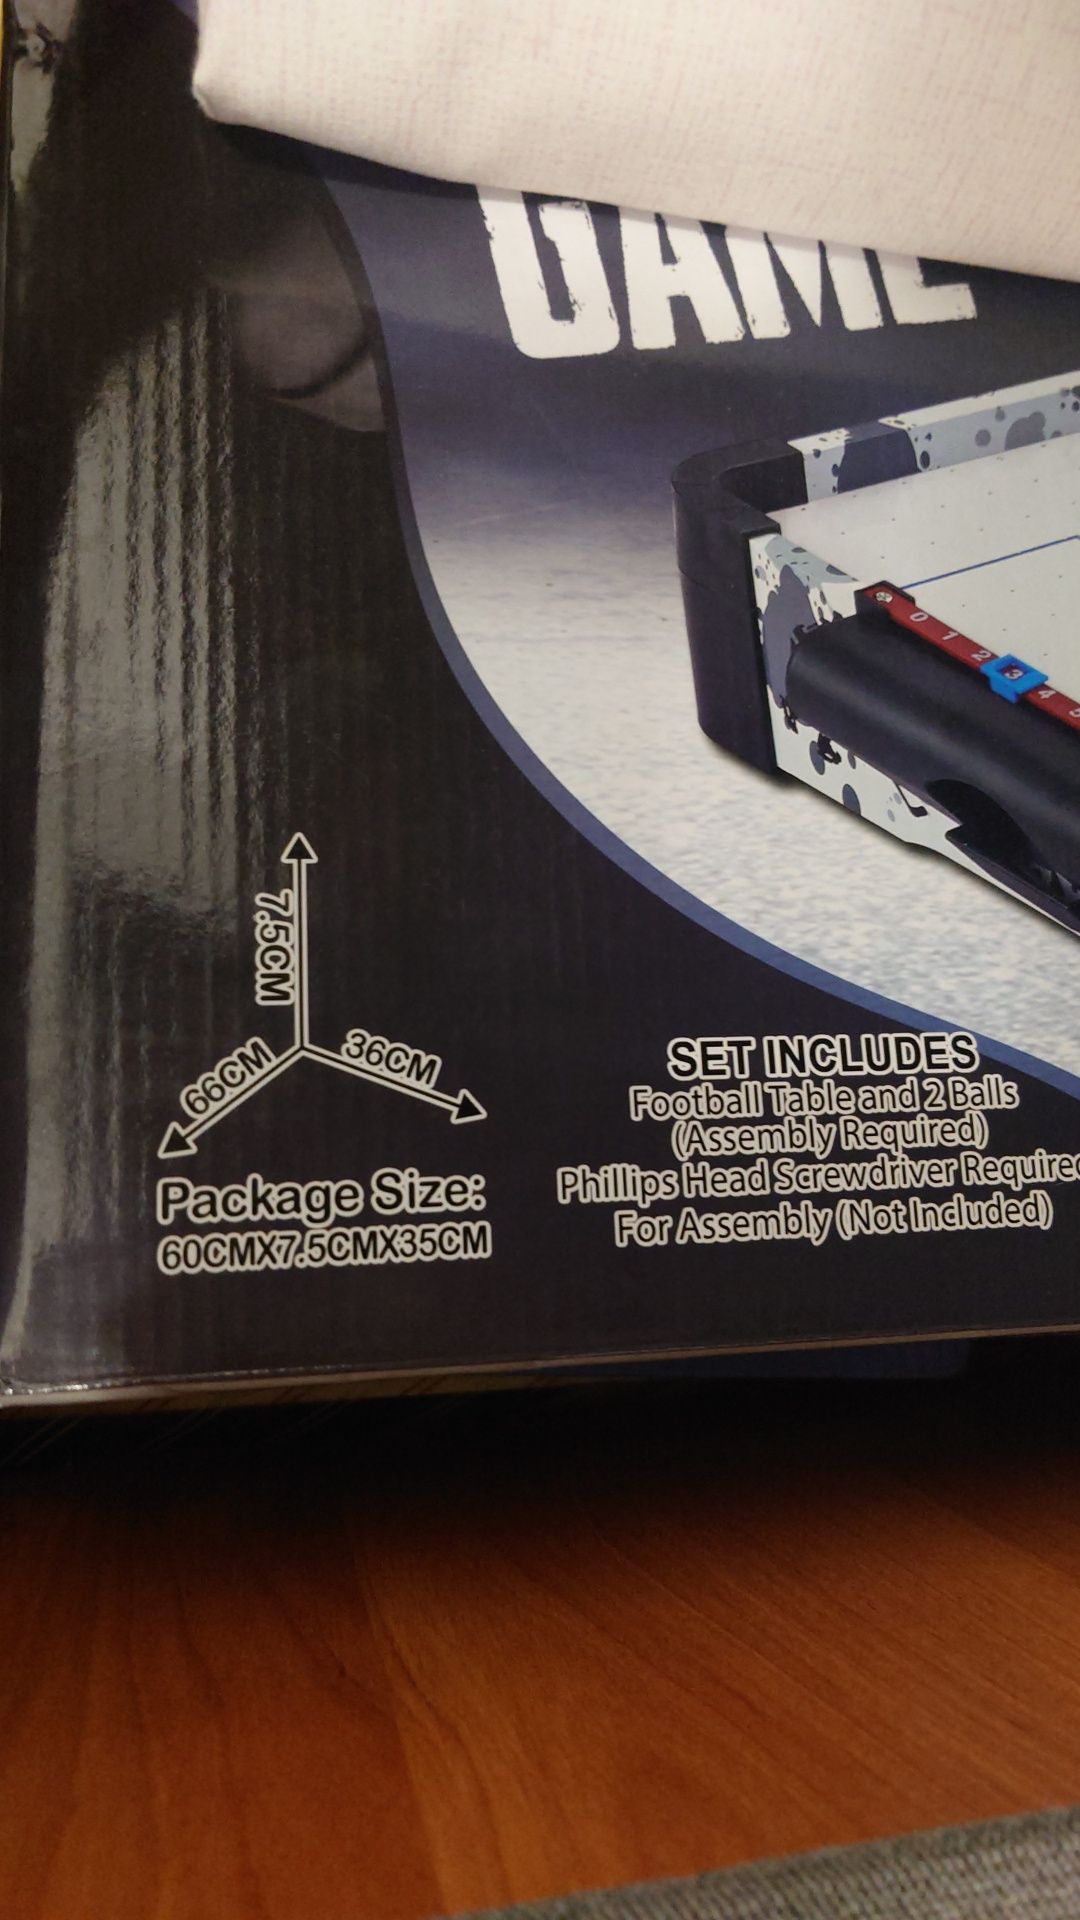 GAME
0 1 2 3 4 5
7.5CM
66CM
36CM
Package Size:
60CMX7.5CMX35CM
SET INCLUDES
Football Table and 2 Balls
(Assembly Required)
Phillips Head Screwdriver Required
For Assembly (Not Included)